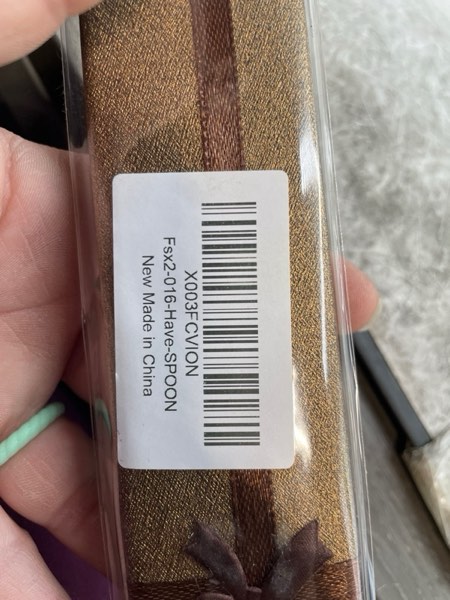 X003FCVION
Fsx2-016-Have-SPOON
New Made in China